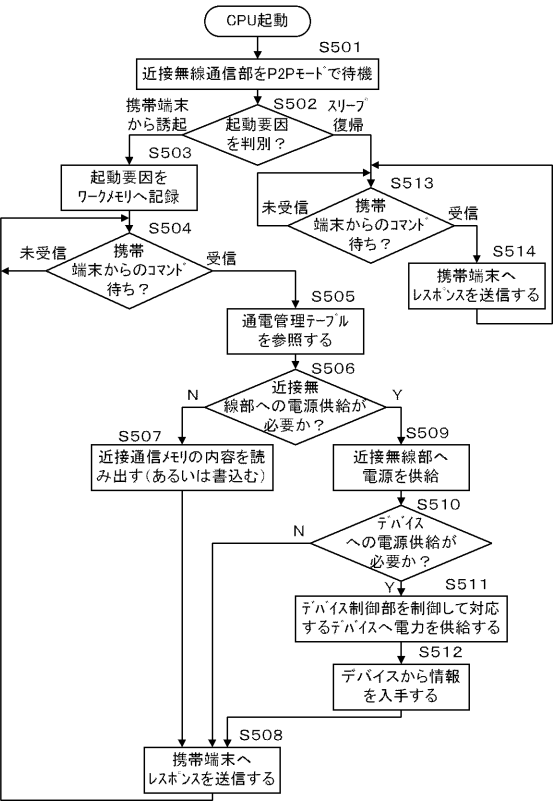 CPU起動
S501
近接無線通信部をP2Pモードで待機
S502
携帯端末
から誘起
起動要因
を判別？
スリープ
復帰
S503
起動要因を
ワークメモリへ記録
S513
未受信
携帯
端末からのコマンド
待ち？
受信
S504
未受信
携帯
端末からのコマンド
待ち？
受信
S514
携帯端末へ
レスポンスを送信する
S505
通電管理テーブル
を参照する
S506
N
近接無
線部への電源供給が
必要か？
Y
S507
近接通信メモリの内容を読
み出す(あるいは書込む)
S509
近接無線部へ
電源を供給
S510
N
デバイス
への電源供給が
必要か？
Y
S511
デバイス制御部を制御して対応
するデバイスへ電力を供給する
S512
デバイスから情報
を入手する
S508
携帯端末へ
レスポンスを送信する